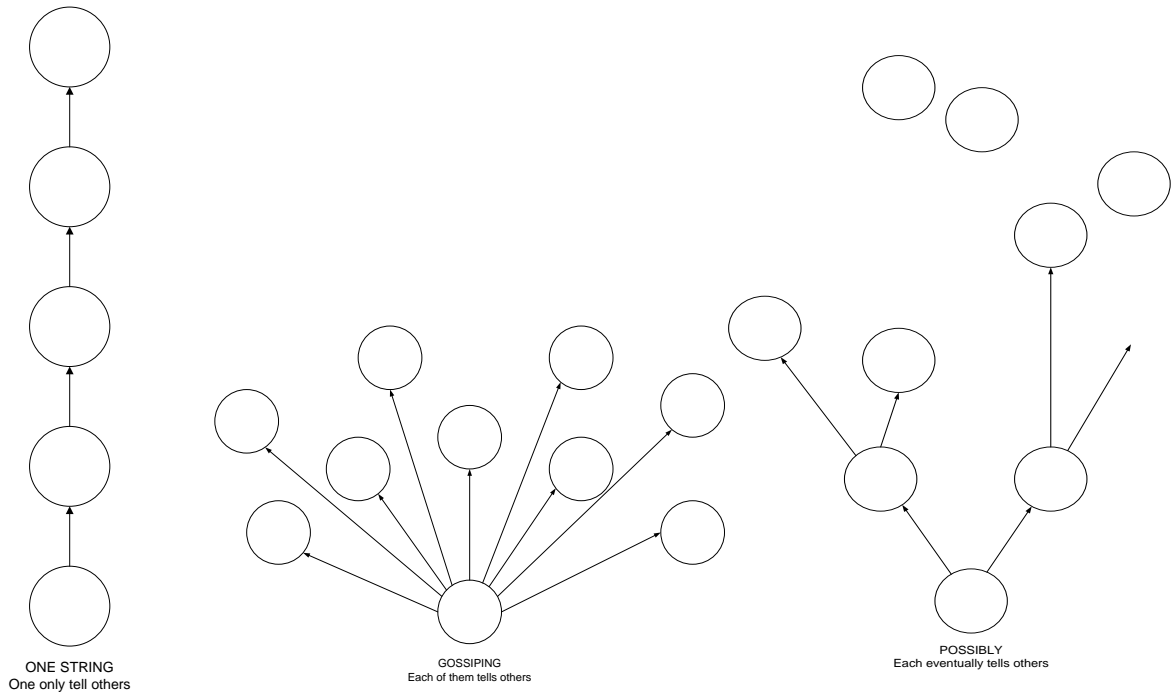 ONE STRING
One only tell others
GOSSIPING
Each of them tells others
POSSIBLY
Each eventually tells others